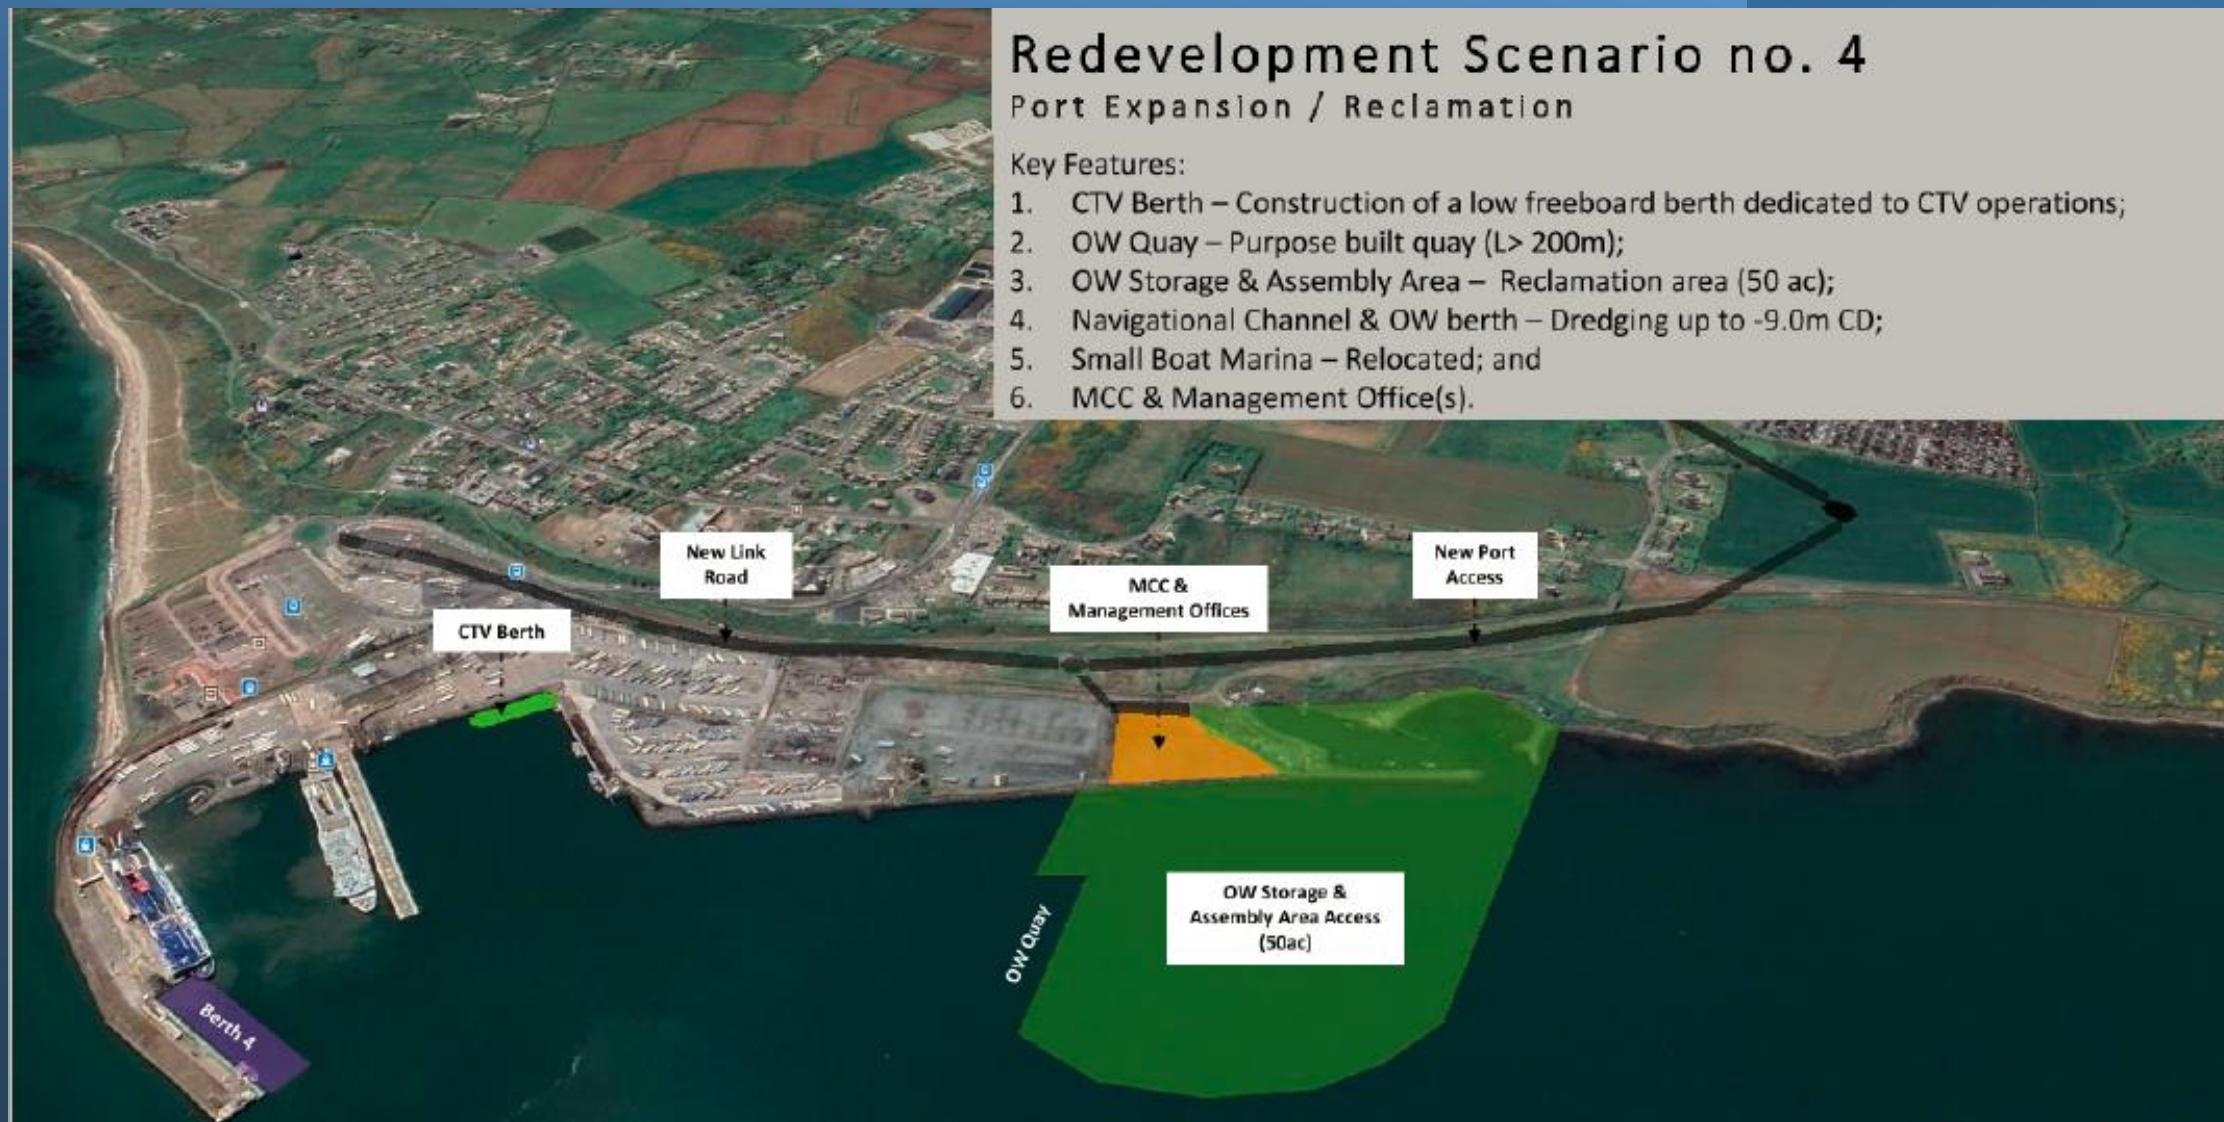 Redevelopment Scenario no. 4
Port Expansion / Reclamation
Key Features:
1. CTV Berth – Construction of a low freeboard berth dedicated to CTV operations;
2. OW Quay – Purpose built quay (L> 200m);
3. OW Storage & Assembly Area – Reclamation area (50 ac);
4. Navigational Channel & OW berth – Dredging up to -9.0m CD;
5. Small Boat Marina – Relocated; and
6. MCC & Management Office(s).
New Link
Road
New Port
Access
MCC &
Management Offices
CTV Berth
OW Storage &
Assembly Area Access
(50ac)
OW Quay
Berth 4